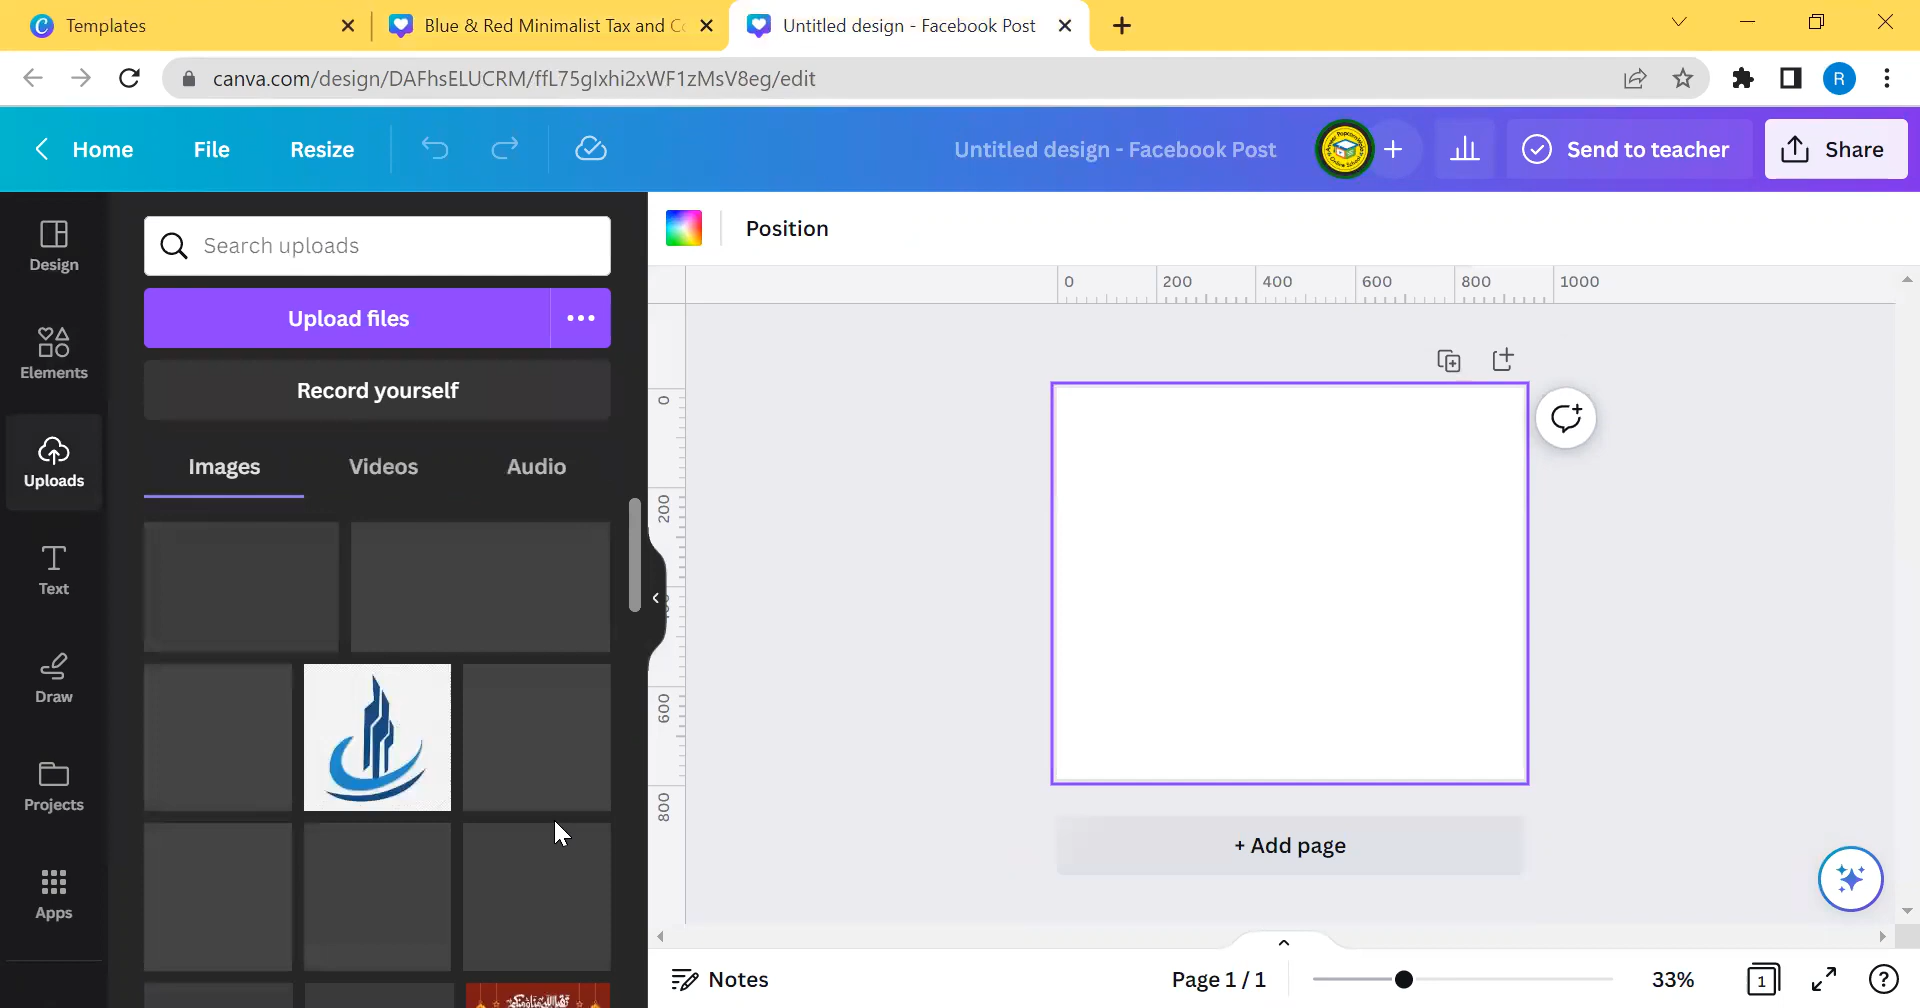 Templates
Blue & Red Minimalist Tax and Co
Untitled design - Facebook Post
canva.com/design/DAFhsELUCRM/ffL75glxhi2xWF1zMsV8eg/edit
R
Home
File
Resize
Untitled design - Facebook Post
Send to teacher
Share
Design
Elements
Uploads
Text
Draw
Projects
Apps
Search uploads
Upload files
Record yourself
Images
Videos
Audio
Position
0 200 400 600 800 1000
0
200
600
800
+ Add page
Notes
Page 1 / 1
33%
1